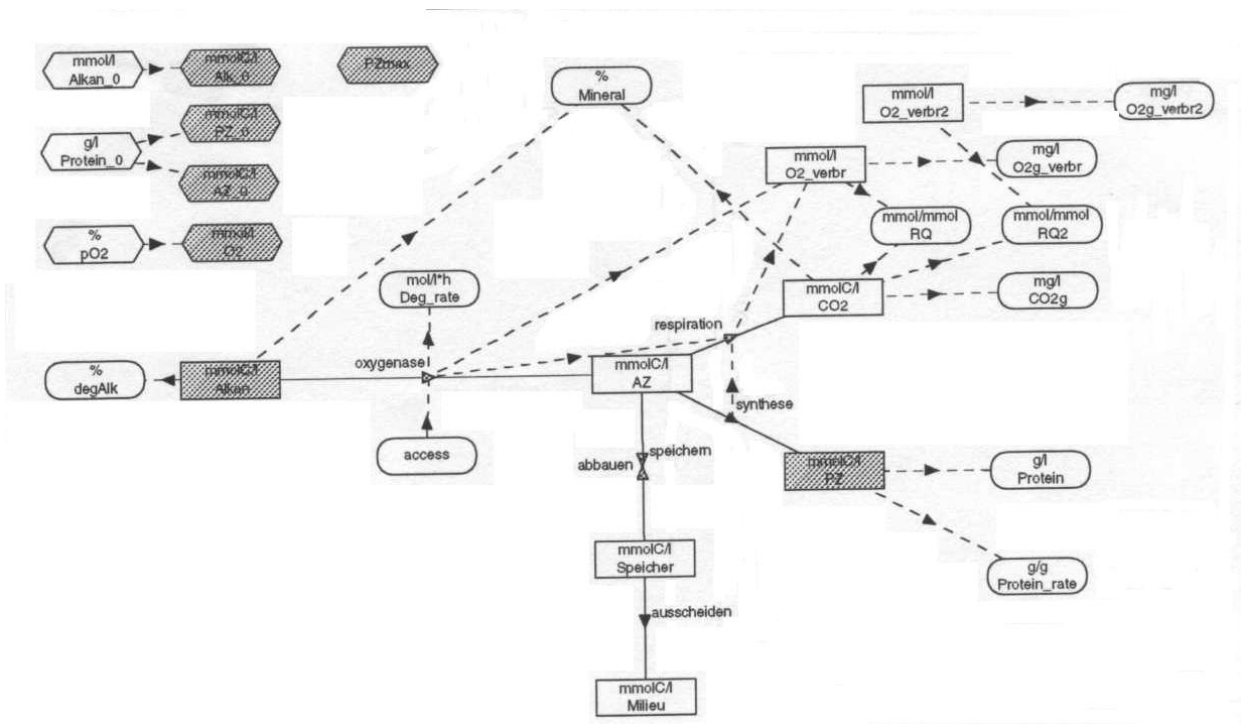 mmol/l
Alkan_0
mmolC/l
Alk_0
PZmax
g/l
Protein_0
mmolC/l
PZ_0
mmolC/l
AZ_0
%
pO2
mmol/l
O2
%
Mineral
mmol/l
O2_verbr2
mg/l
O2g_verbr2
mmol/l
O2_verbr
mg/l
O2g_verbr
mmol/mmol
RQ
mmol/mmol
RQ2
mol/l*h
Deg_rate
mmolC/l
CO2
mg/l
CO2g
respiration
oxygenase
%
degAlk
mmolC/l
Alkan
mmolC/l
AZ
synthese
access
speichern
abbauen
mmolC/l
PZ
g/l
Protein
mmolC/l
Speicher
g/g
Protein_rate
ausscheiden
mmolC/l
Milieu